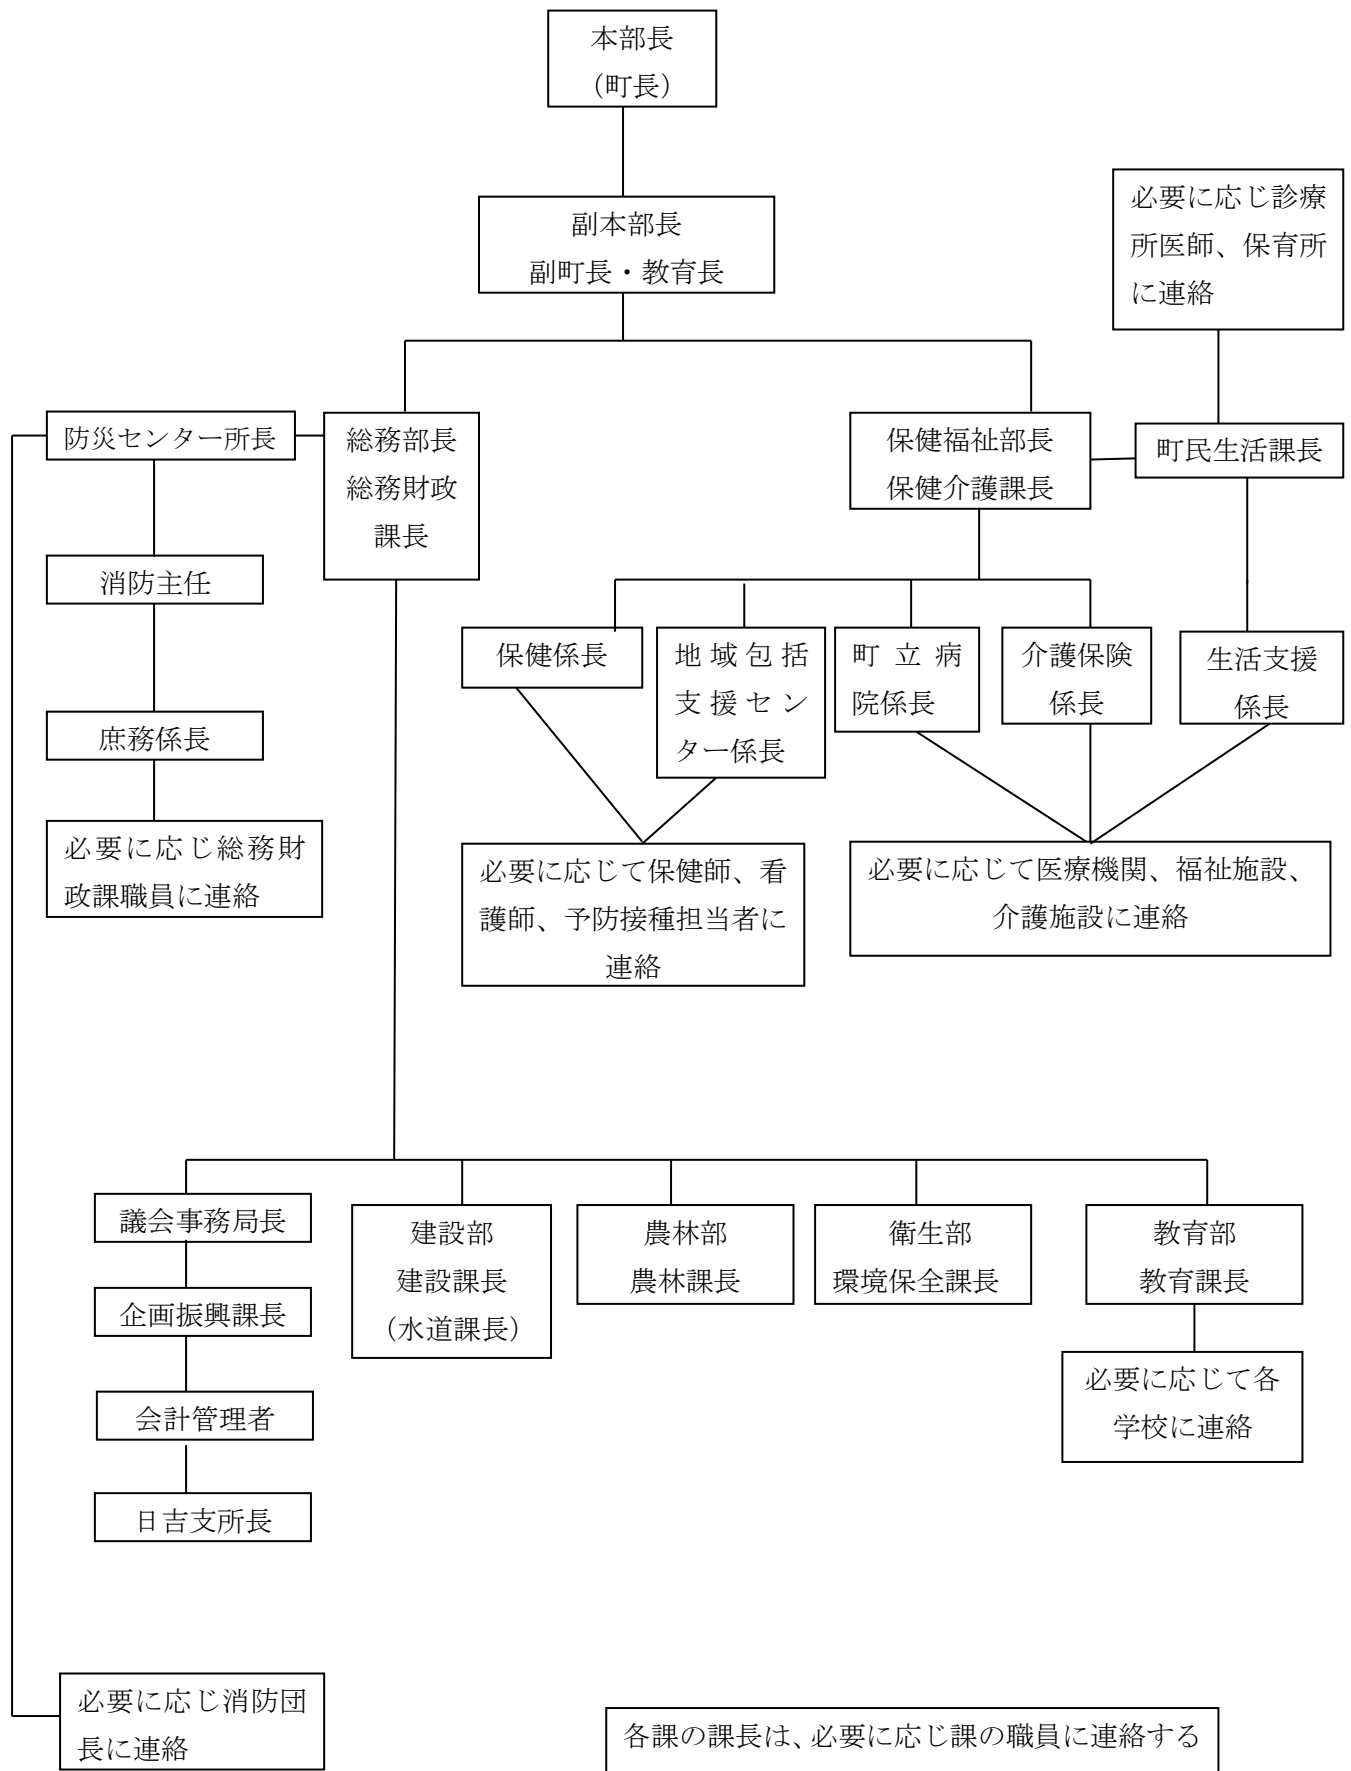 本部長
（町長）
副本部長
副町長・教育長
必要に応じ診療
所医師、保育所
に連絡
防災センター所長
総務部長
総務財政
課長
保健福祉部長
保健介護課長
町民生活課長
消防主任
庶務係長
必要に応じ総務財
政課職員に連絡
保健係長
地域包括
支援セン
ター係長
町立病
院係長
介護保険
係長
生活支援
係長
必要に応じて保健師、看
護師、予防接種担当者に
連絡
必要に応じて医療機関、福祉施設、
介護施設に連絡
議会事務局長
企画振興課長
会計管理者
日吉支所長
建設部
建設課長
（水道課長）
農林部
農林課長
衛生部
環境保全課長
教育部
教育課長
必要に応じて各
学校に連絡
必要に応じ消防団
長に連絡
各課の課長は、必要に応じ課の職員に連絡する